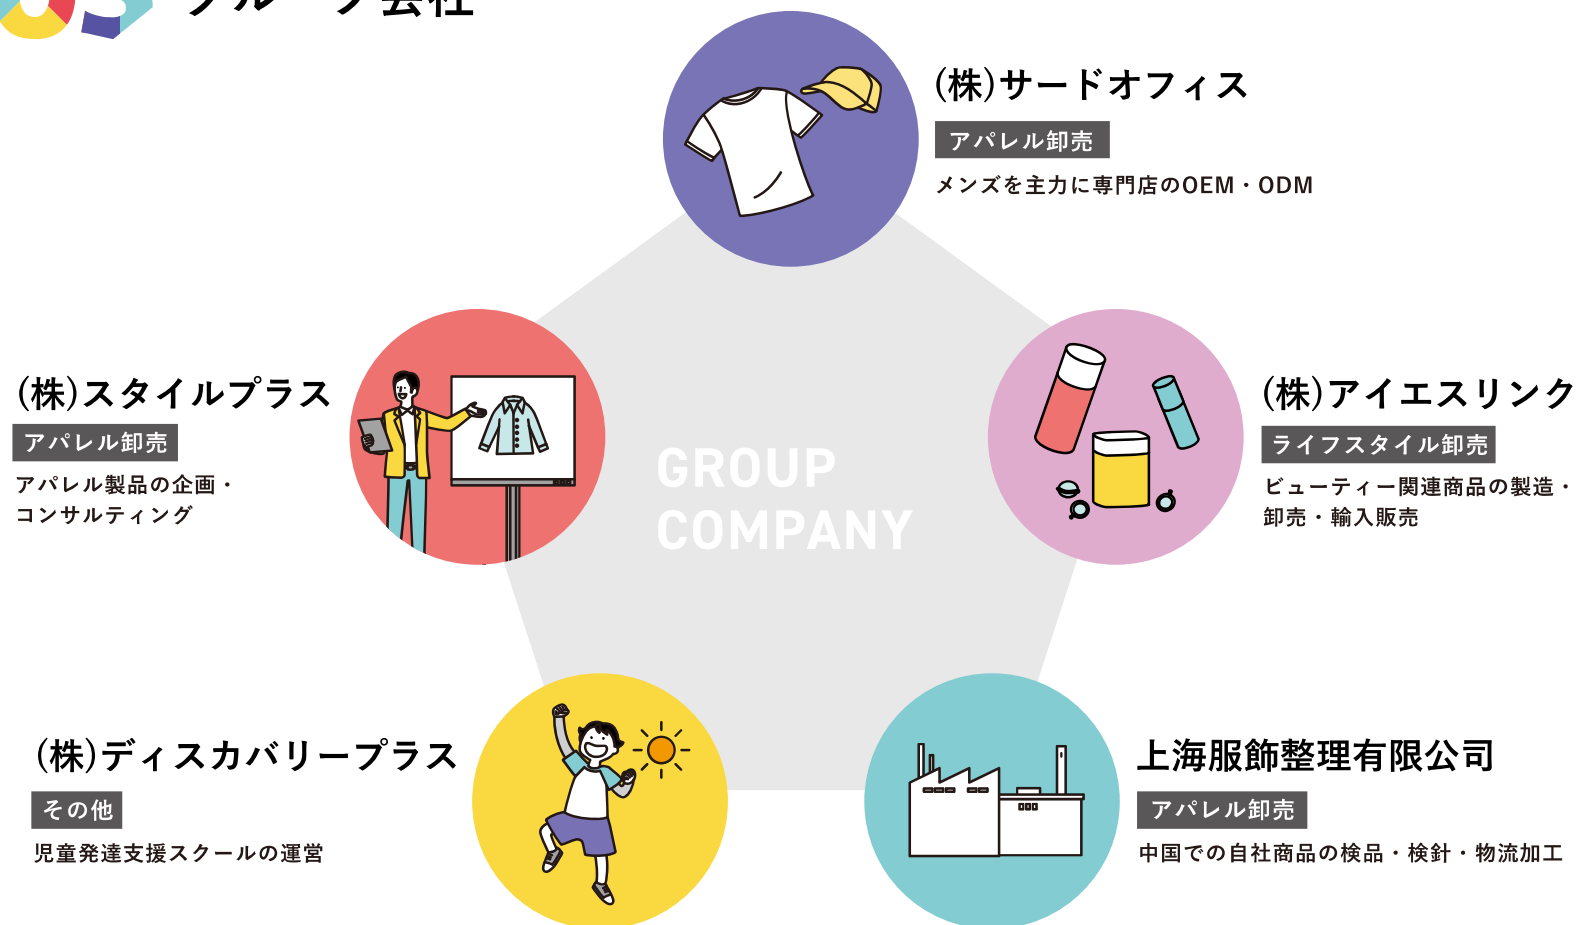 グループ会社
(株)サードオフィス
アパレル卸売
メンズを主力に専門店のOEM・ODM
(株)スタイルプラス
アパレル卸売
アパレル製品の企画・
コンサルティング
(株)アイエスリンク
ライフスタイル卸売
ビューティー関連商品の製造・
卸売・輸入販売
GROUP
COMPANY
(株)ディスカバリープラス
その他
児童発達支援スクールの運営
上海服飾整理有限公司
アパレル卸売
中国での自社商品の検品・検針・物流加工